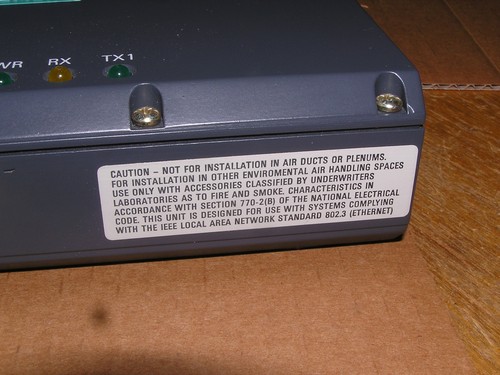 WR RX TX1
CAUTION - NOT FOR INSTALLATION IN AIR DUCTS OR PLENUMS.
FOR INSTALLATION IN OTHER ENVIROMENTAL AIR HANDLING SPACES
USE ONLY WITH ACCESSORIES CLASSIFIED BY UNDERWRITERS
LABORATORIES AS TO FIRE AND SMOKE. CHARACTERISTICS IN
ACCORDANCE WITH SECTION 770-2(B) OF THE NATIONAL ELECTRICAL
CODE. THIS UNIT IS DESIGNED FOR USE WITH SYSTEMS COMPLYING
WITH THE IEEE LOCAL AREA NETWORK STANDARD 802.3 (ETHERNET)